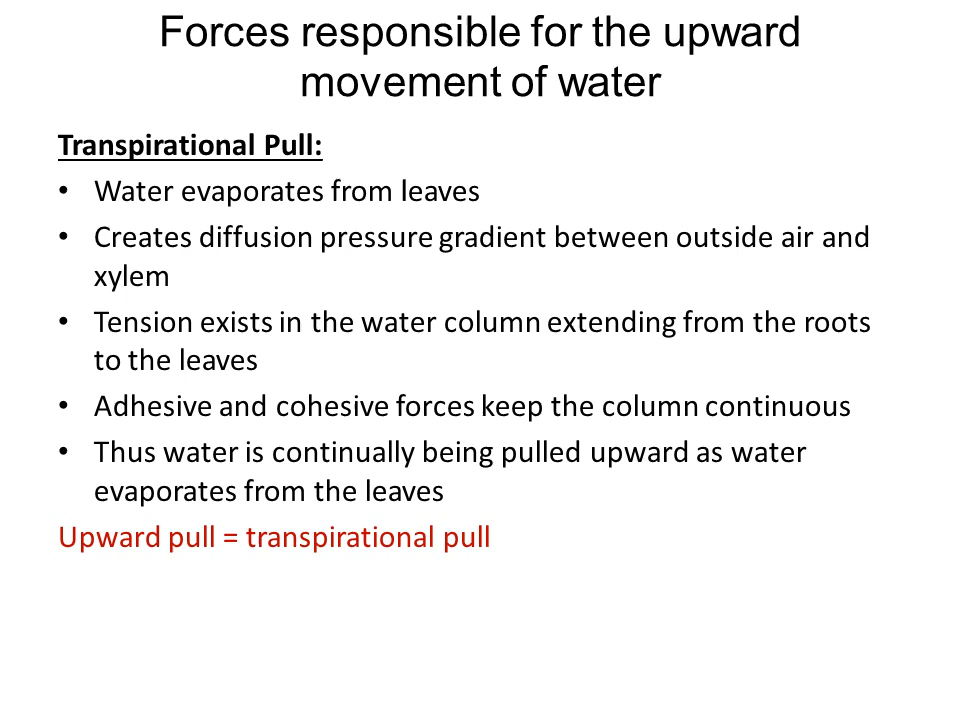 Forces responsible for the upward
movement of water
Transpirational Pull:
• Water evaporates from leaves
• Creates diffusion pressure gradient between outside air and
xylem
• Tension exists in the water column extending from the roots
to the leaves
• Adhesive and cohesive forces keep the column continuous
• Thus water is continually being pulled upward as water
evaporates from the leaves
Upward pull = transpirational pull